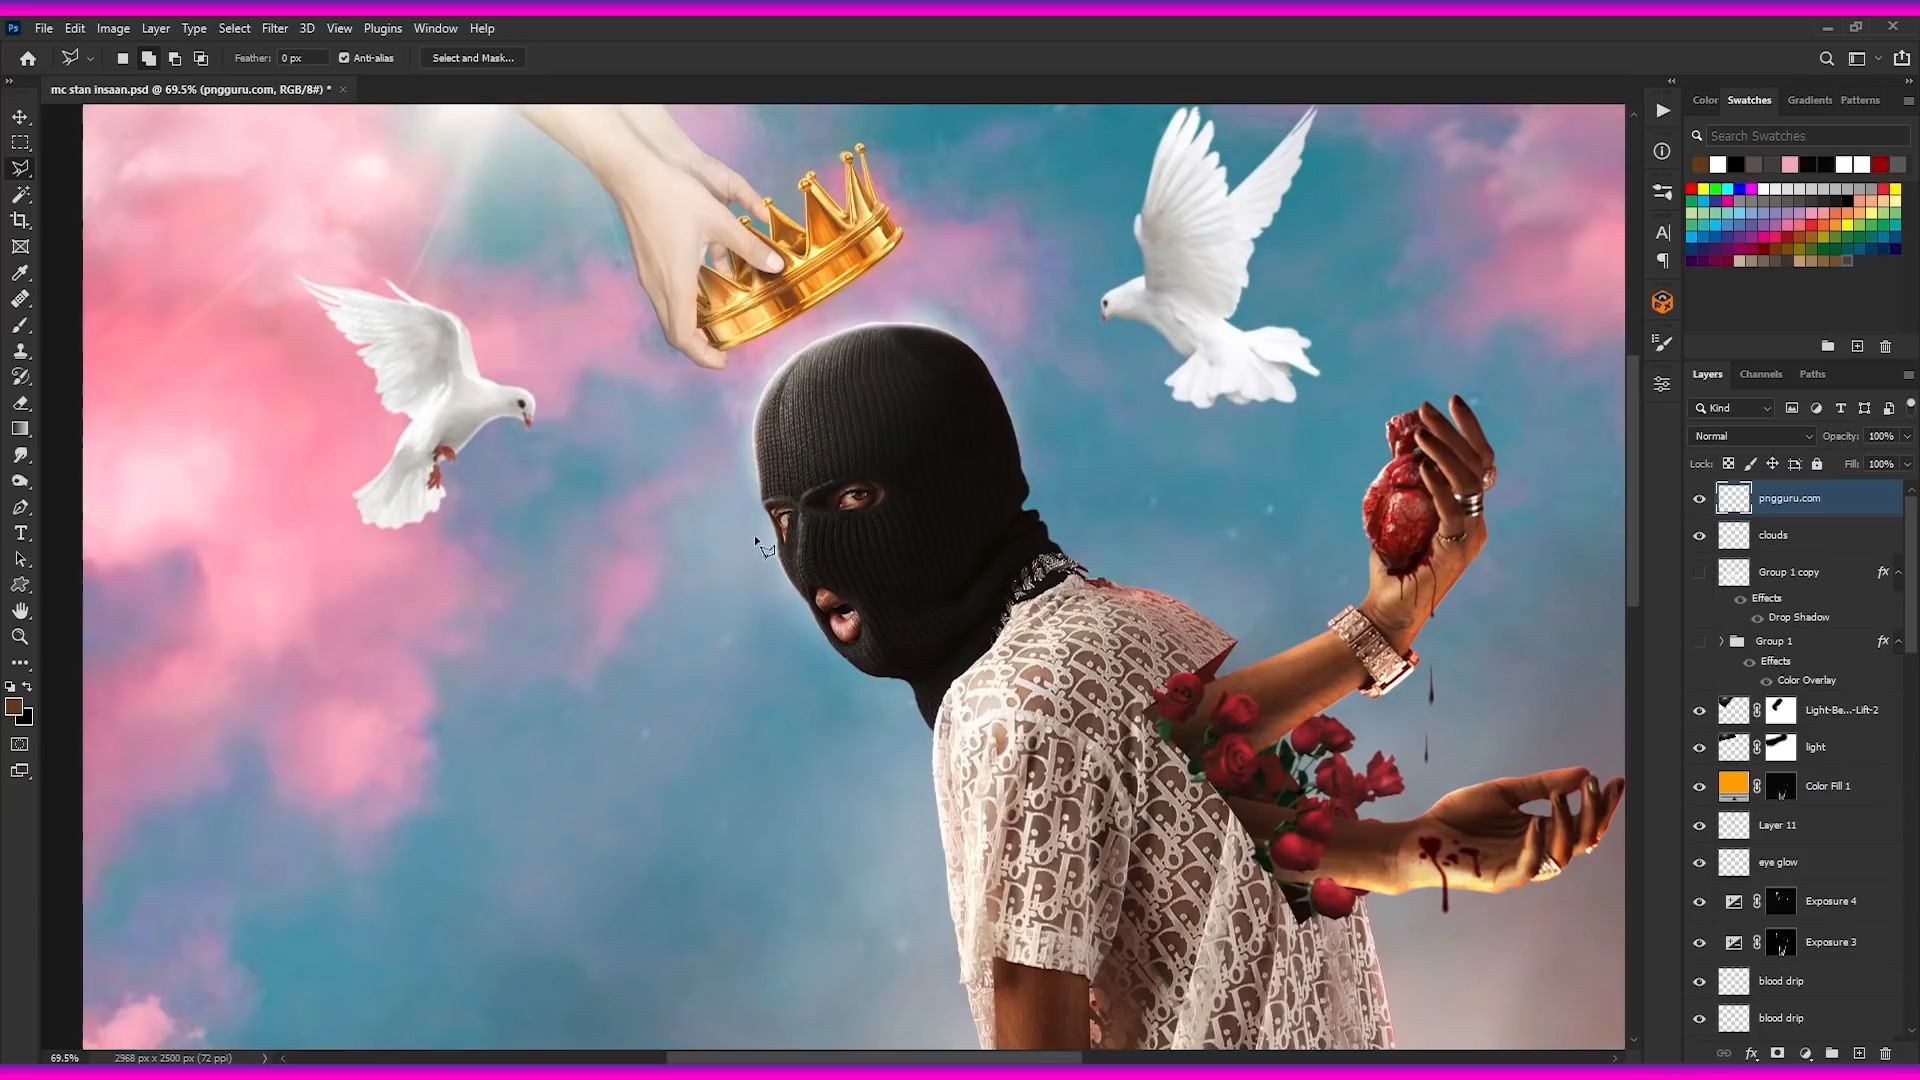 Ps File Edit Image Layer Type Select Filter 3D View Plugins Window Help
Feather: 0 px Anti-alias Select and Mask...
mc stan insaan.psd @ 69.5% (pngguru.com, RGB/8#) * ×
Color Swatches Gradients Patterns
Search Swatches
Layers Channels Paths
Kind
Normal Opacity: 100%
Lock: Fill: 100%
pngguru.com
clouds
Group 1 copy fx
Effects
Drop Shadow
Group 1 fx
Effects
Color Overlay
Light-Be...-Lift-2
light
Color Fill 1
Layer 11
eye glow
Exposure 4
Exposure 3
blood drip
blood drip
69.5% 2968 px x 2500 px (72 ppi)
fx